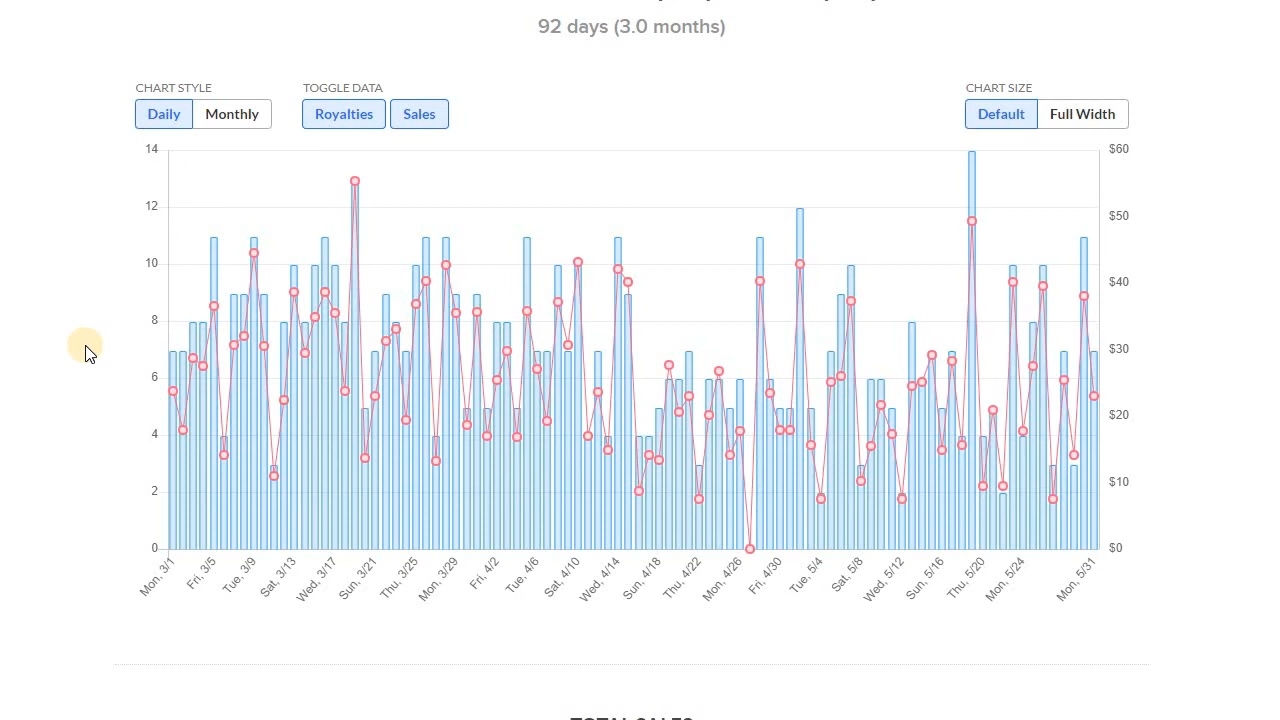 92 days (3.0 months)
CHART STYLE TOGGLE DATA CHART SIZE
Daily Monthly Royalties Sales Default Full Width
14 $60
12 $50
10 $40
8 $30
6 $20
4 $10
2
0 $0
Mon. 3/1 Fri. 3/5 Tue. 3/9 Sat. 3/13 Wed. 3/17 Sun. 3/21 Thu. 3/25 Mon. 3/29 Fri. 4/2 Tue. 4/6 Sat. 4/10 Wed. 4/14 Sun. 4/18 Thu. 4/22 Mon. 4/26 Fri. 4/30 Tue. 5/4 Sat. 5/8 Wed. 5/12 Sun. 5/16 Thu. 5/20 Mon. 5/24 Mon. 5/31
TOTAL SALES